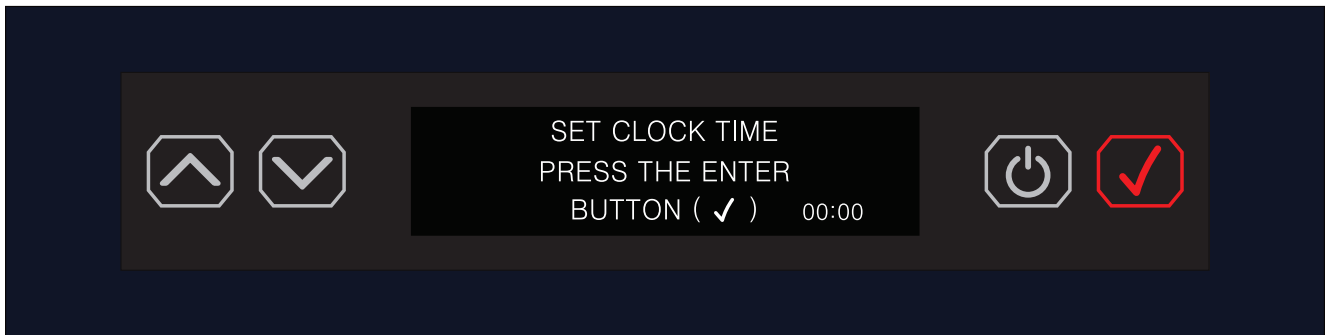 SET CLOCK TIME
PRESS THE ENTER
BUTTON ( ✓ ) 00:00